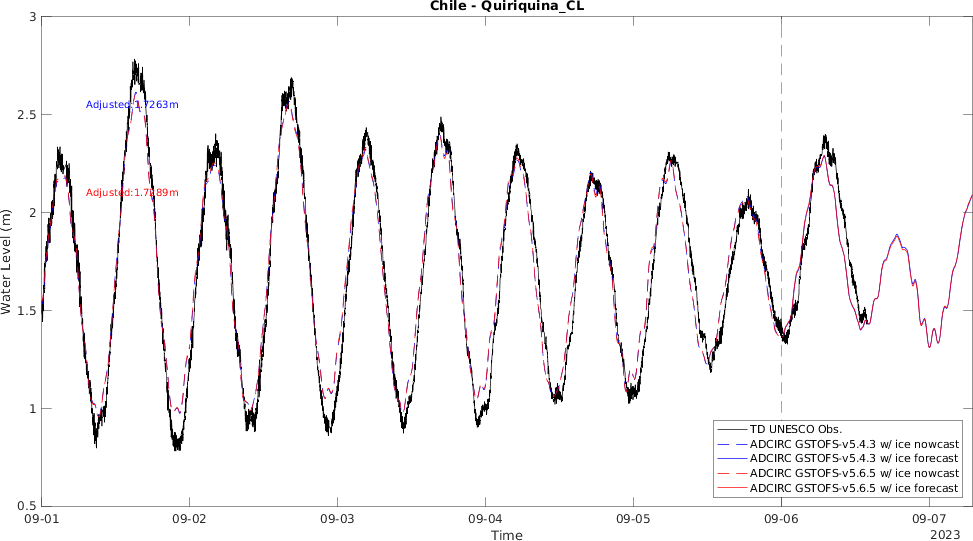 Chile - Quiriquina_CL
3
2.5
2
1.5
1
0.5
Water Level (m)
Adjusted:1.7263m
Adjusted:1.7289m
09-01
09-02
09-03
09-04
09-05
09-06
09-07
Time
2023
TD UNESCO Obs.
ADCIRC GSTOFS-v5.4.3 w/ ice nowcast
ADCIRC GSTOFS-v5.4.3 w/ ice forecast
ADCIRC GSTOFS-v5.6.5 w/ ice nowcast
ADCIRC GSTOFS-v5.6.5 w/ ice forecast